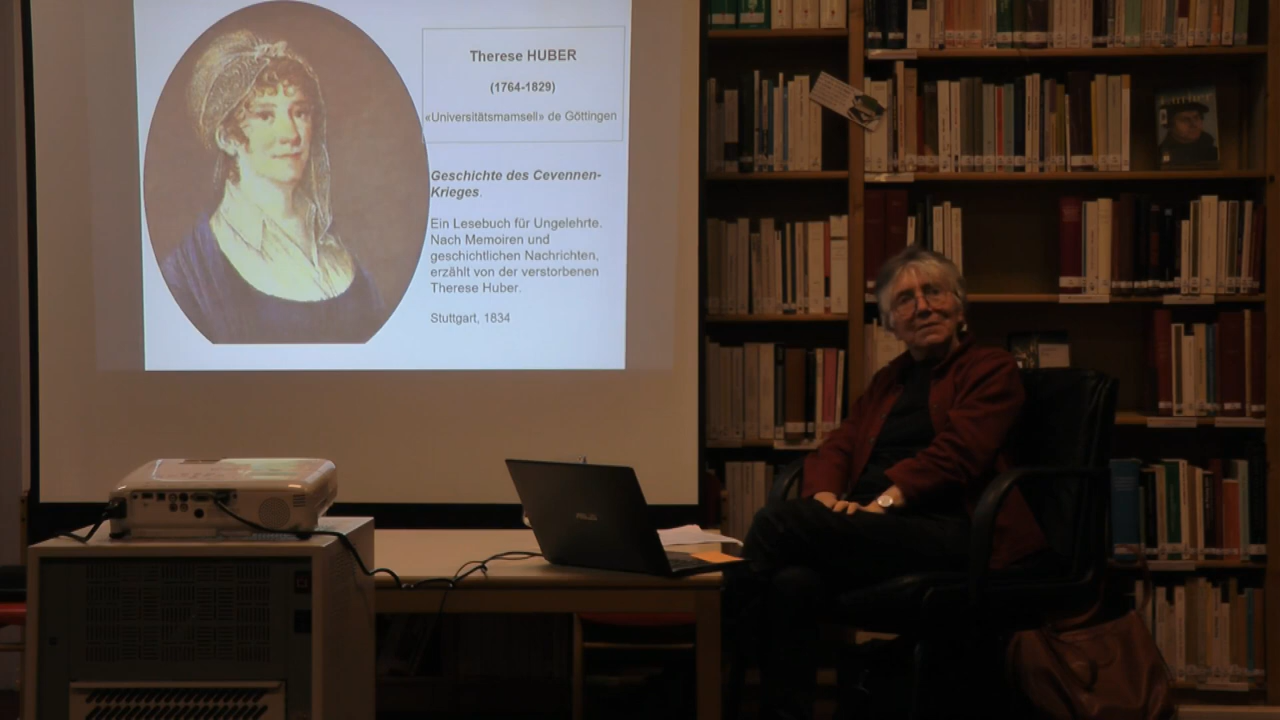 Therese HUBER
(1764-1829)
«Universitätsmamsell» de Göttingen
Geschichte des Cevennen-
Krieges.
Ein Lesebuch für Ungelehrte.
Nach Memoiren und
geschichtlichen Nachrichten,
erzählt von der verstorbenen
Therese Huber.
Stuttgart, 1834
ASUS